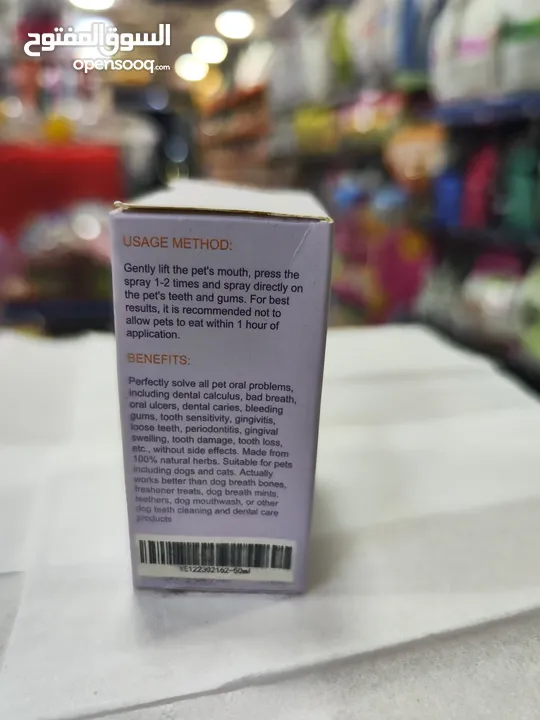 السوق المفتوح
opensooq.com
USAGE METHOD:
Gently lift the pet's mouth, press the
spray 1-2 times and spray directly on
the pet's teeth and gums. For best
results, it is recommended not to
allow pets to eat within 1 hour of
application.
BENEFITS:
Perfectly solve all pet oral problems,
including dental calculus, bad breath,
oral ulcers, dental caries, bleeding
gums, tooth sensitivity, gingivitis,
loose teeth, periodontitis, gingival
swelling, tooth damage, tooth loss,
etc., without side effects. Made from
100% natural herbs. Suitable for pets
including dogs and cats. Actually
works better than dog breath bones,
freshener treats, dog breath mints,
teethers, dog mouthwash, or other
dog teeth cleaning and dental care
products
YE122302162-50ml